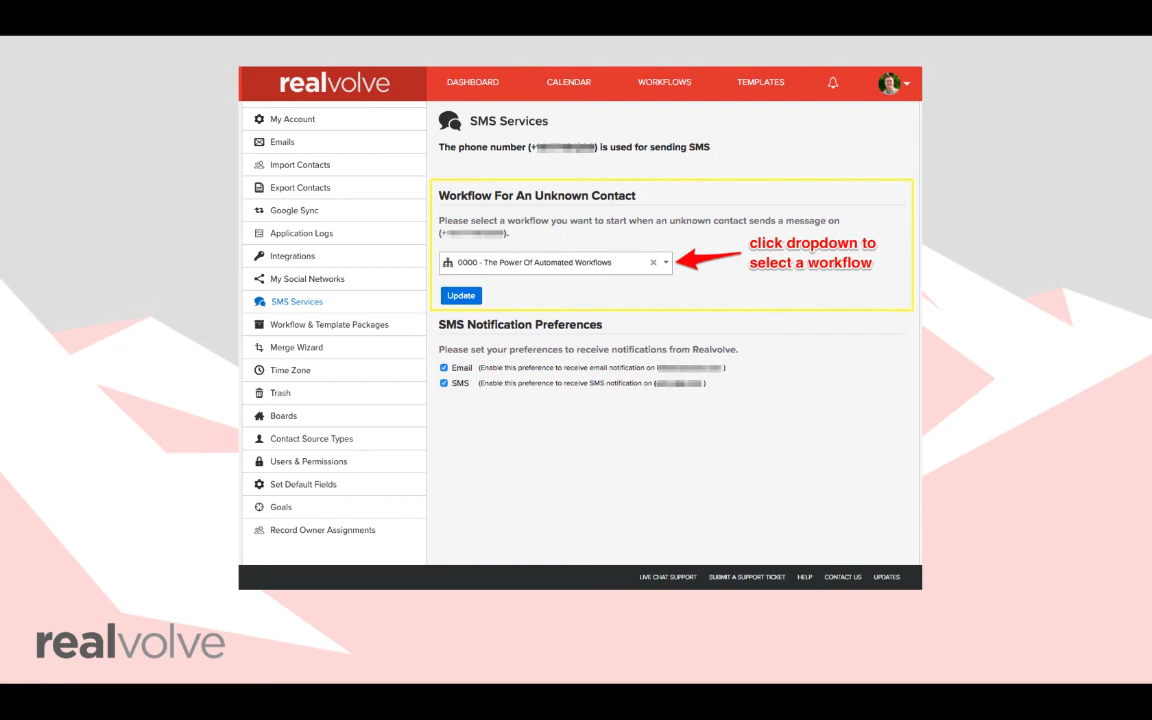 realvolve
DASHBOARD
CALENDAR
WORKFLOWS
TEMPLATES
My Account
Emails
Import Contacts
Export Contacts
Google Sync
Application Logs
Integrations
My Social Networks
SMS Services
Workflow & Template Packages
Merge Wizard
Time Zone
Trash
Boards
Contact Source Types
Users & Permissions
Set Default Fields
Goals
Record Owner Assignments
SMS Services
The phone number (+ ) is used for sending SMS
Workflow For An Unknown Contact
Please select a workflow you want to start when an unknown contact sends a message on
(+ ).
0000 - The Power Of Automated Workflows
click dropdown to
select a workflow
Update
SMS Notification Preferences
Please set your preferences to receive notifications from Realvolve.
Email (Enable this preference to receive email notification on )
SMS (Enable this preference to receive SMS notification on ( )
LIVE CHAT SUPPORT
SUBMIT A SUPPORT TICKET
HELP
CONTACT US
UPDATES
realvolve